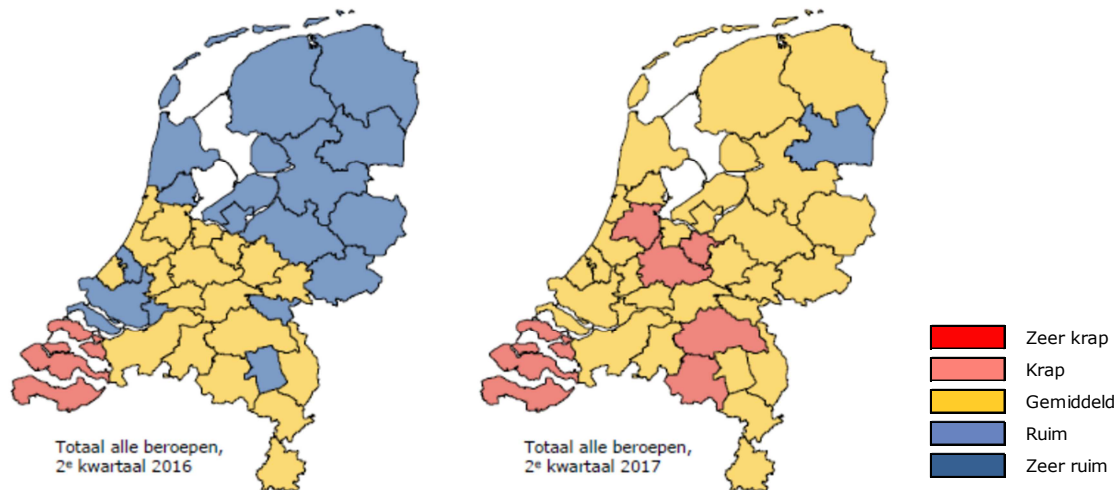 Totaal alle beroepen,
2e kwartaal 2016
Totaal alle beroepen,
2e kwartaal 2017
Zeer krap
Krap
Gemiddeld
Ruim
Zeer ruim